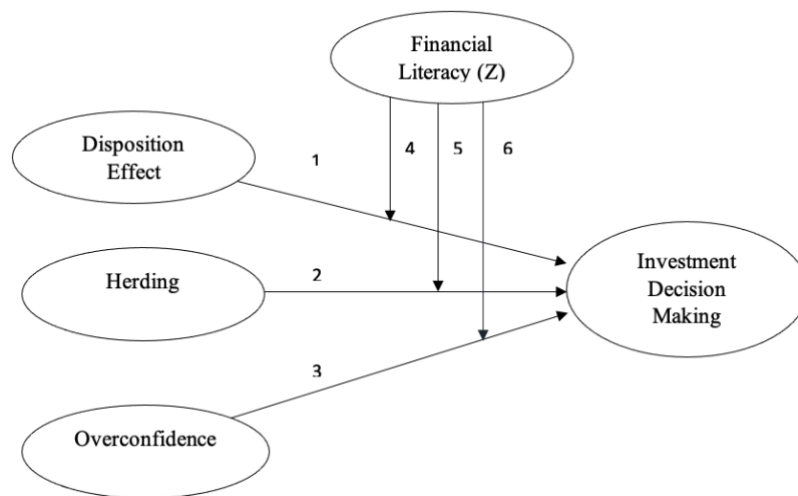 Financial
Literacy (Z)
Disposition
Effect
1
4
5
6
Herding
2
Investment
Decision
Making
3
Overconfidence